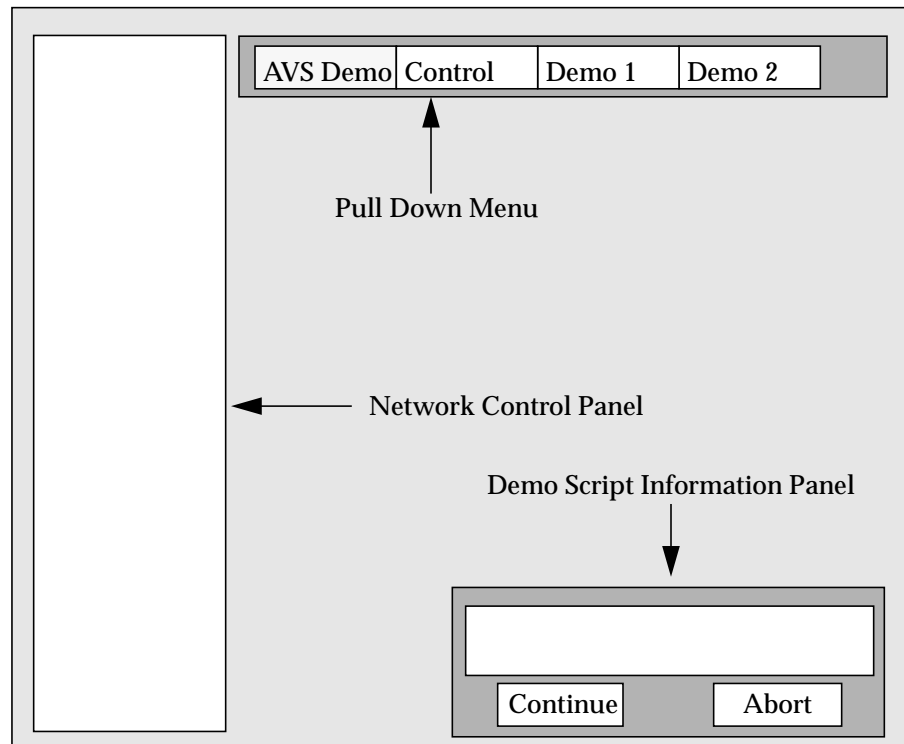 AVS Demo Control Demo 1 Demo 2
Pull Down Menu
Network Control Panel
Demo Script Information Panel
Continue Abort